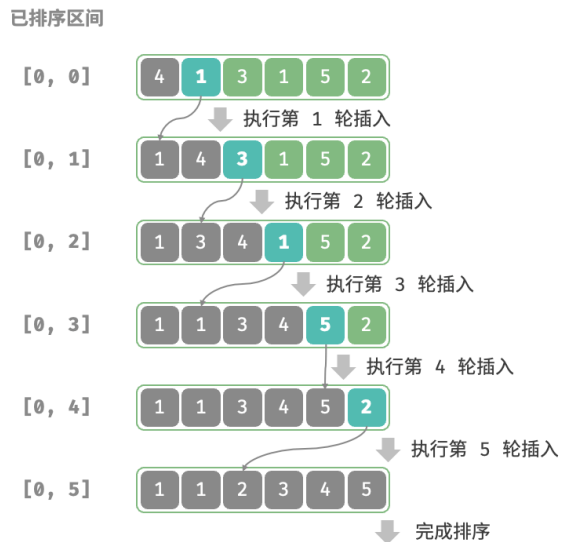 已排序区间
[0, 0] 4 1 3 1 5 2
执行第 1 轮插入
[0, 1] 1 4 3 1 5 2
执行第 2 轮插入
[0, 2] 1 3 4 1 5 2
执行第 3 轮插入
[0, 3] 1 1 3 4 5 2
执行第 4 轮插入
[0, 4] 1 1 3 4 5 2
执行第 5 轮插入
[0, 5] 1 1 2 3 4 5
完成排序